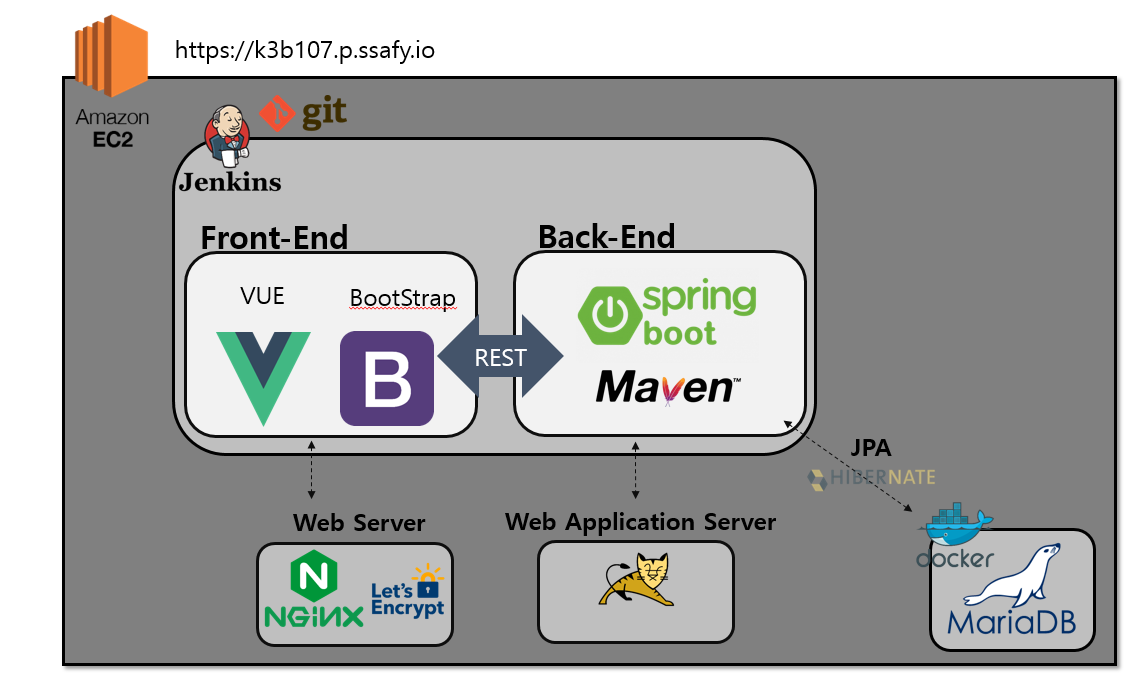 https://k3b107.p.ssafy.io
Amazon
EC2
git
Jenkins
Front-End
Back-End
VUE
BootStrap
B
REST
spring
boot
Maven™
JPA
HIBERNATE
Web Server
Web Application Server
N
NGINX
Let's
Encrypt
docker
MariaDB